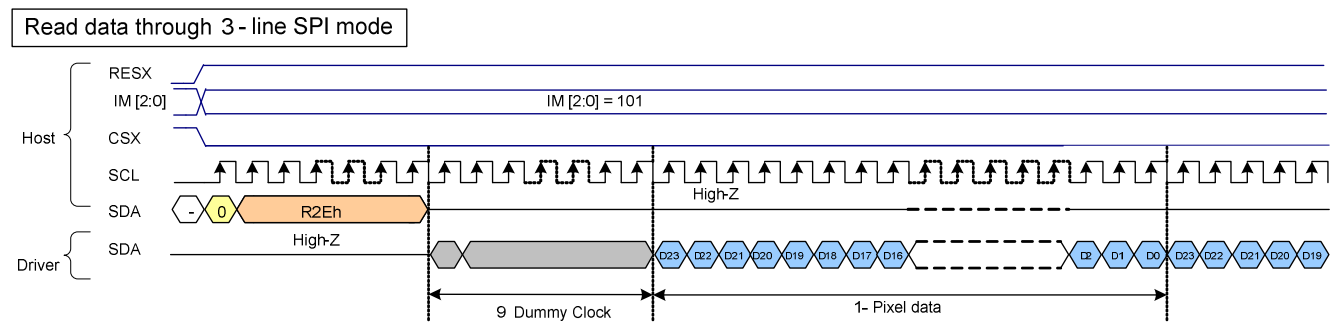 Read data through 3-line SPI mode
RESX
IM [2:0]
IM [2:0] = 101
Host
CSX
SCL
High-Z
SDA
- 0 R2Eh
High-Z
Driver
SDA
D23 D22 D21 D20 D19 D18 D17 D16 D2 D1 D0 D23 D22 D21 D20 D19
9 Dummy Clock
1- Pixel data